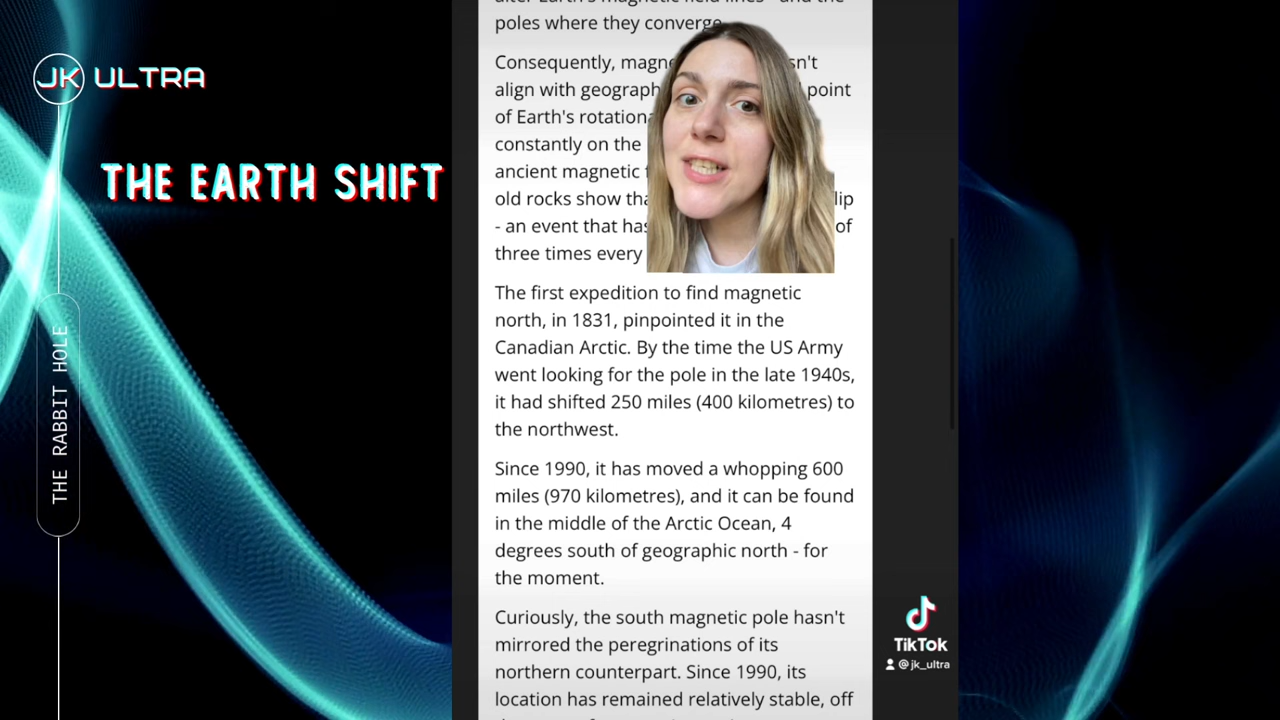 JK ULTRA
THE EARTH SHIFT
THE RABBIT HOLE
poles where they converge
Consequently, sn't
align with point
of Earth's
constantly on the
ancient magnetic
old rocks show
- an event that of
three times every
The first expedition to find magnetic
north, in 1831, pinpointed it in the
Canadian Arctic. By the time the US Army
went looking for the pole in the late 1940s,
it had shifted 250 miles (400 kilometres) to
the northwest.
Since 1990, it has moved a whopping 600
miles (970 kilometres), and it can be found
in the middle of the Arctic Ocean, 4
degrees south of geographic north - for
the moment.
Curiously, the south magnetic pole hasn't
mirrored the peregrinations of its
northern counterpart. Since 1990, its
location has remained relatively stable, off
TikTok
@jk_ultra